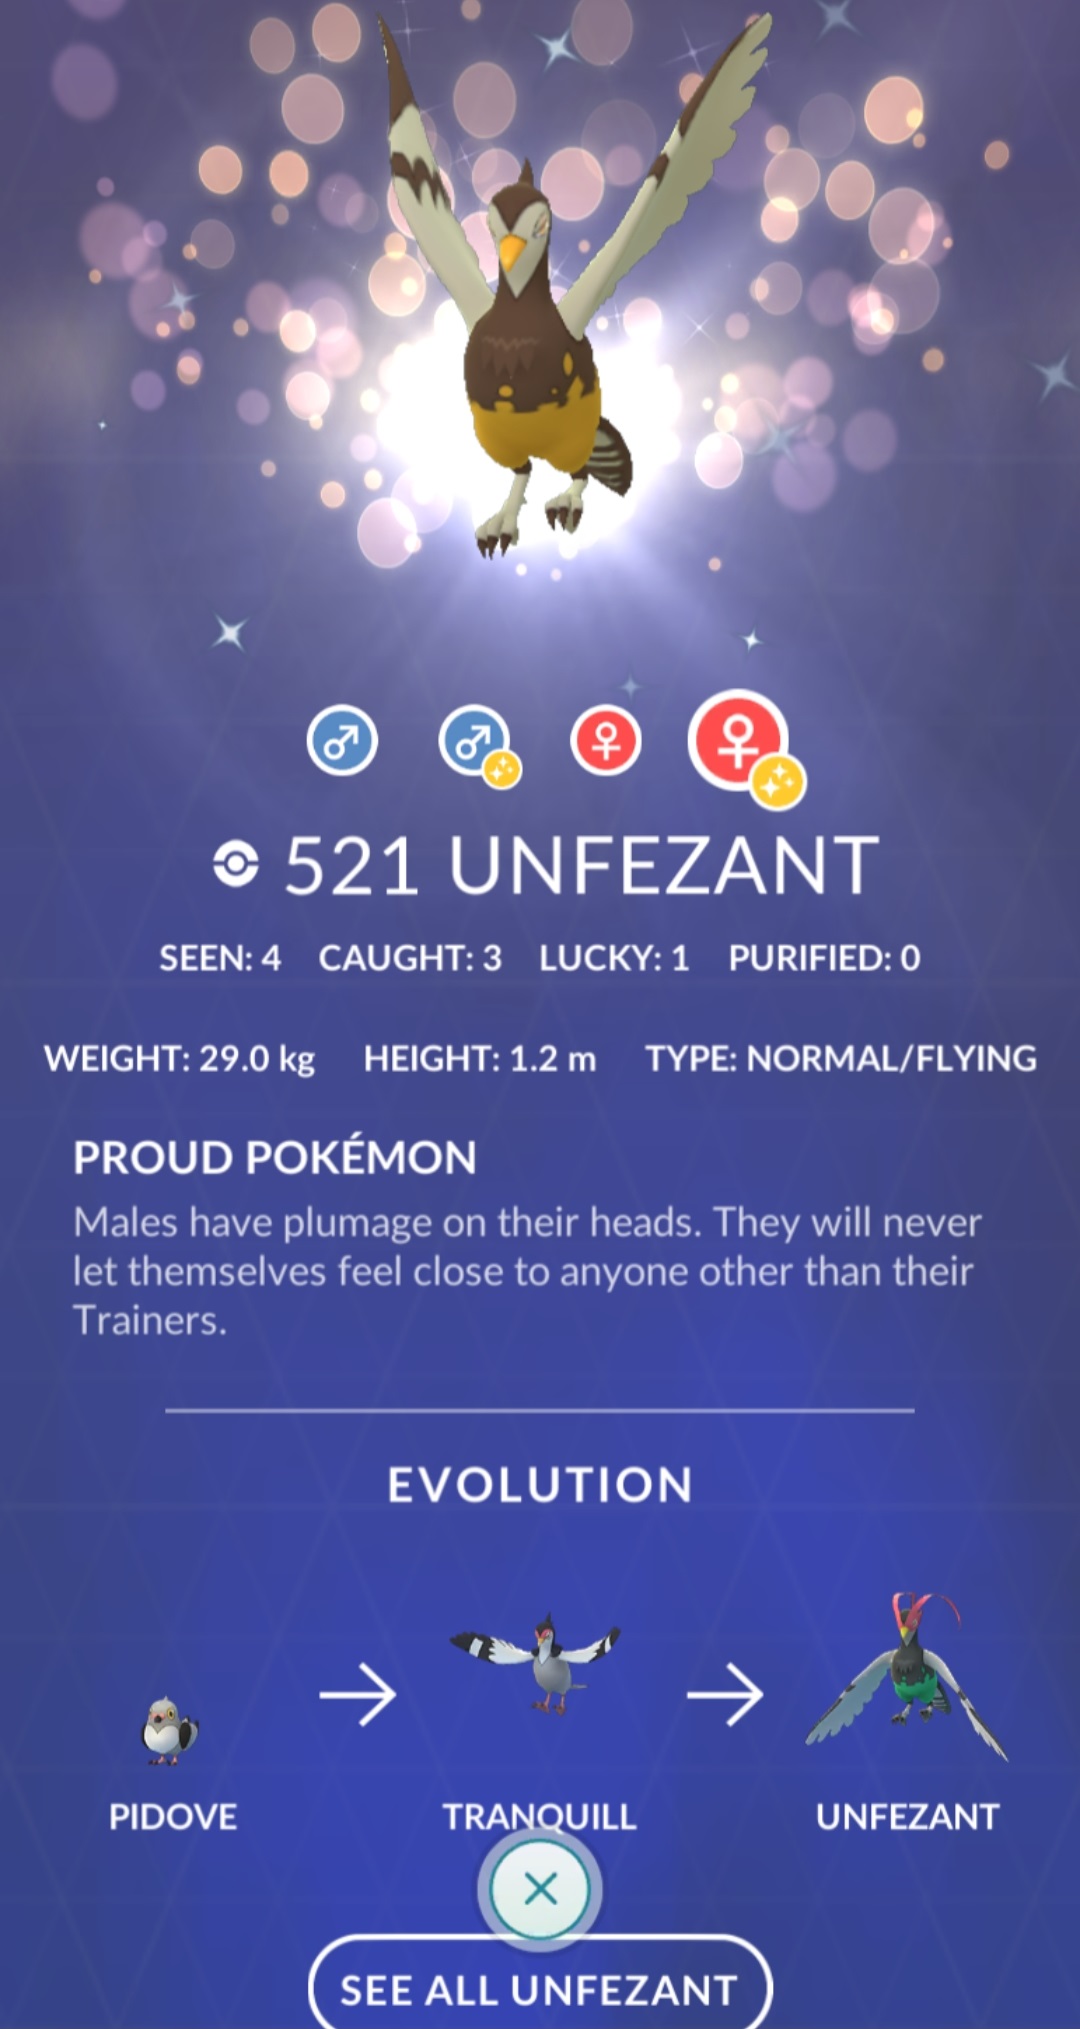 521 UNFEZANT
SEEN: 4 CAUGHT: 3 LUCKY: 1 PURIFIED: 0
WEIGHT: 29.0 kg HEIGHT: 1.2 m TYPE: NORMAL/FLYING
PROUD POKÉMON
Males have plumage on their heads. They will never
let themselves feel close to anyone other than their
Trainers.
EVOLUTION
PIDOVE TRANQUILL UNFEZANT
SEE ALL UNFEZANT